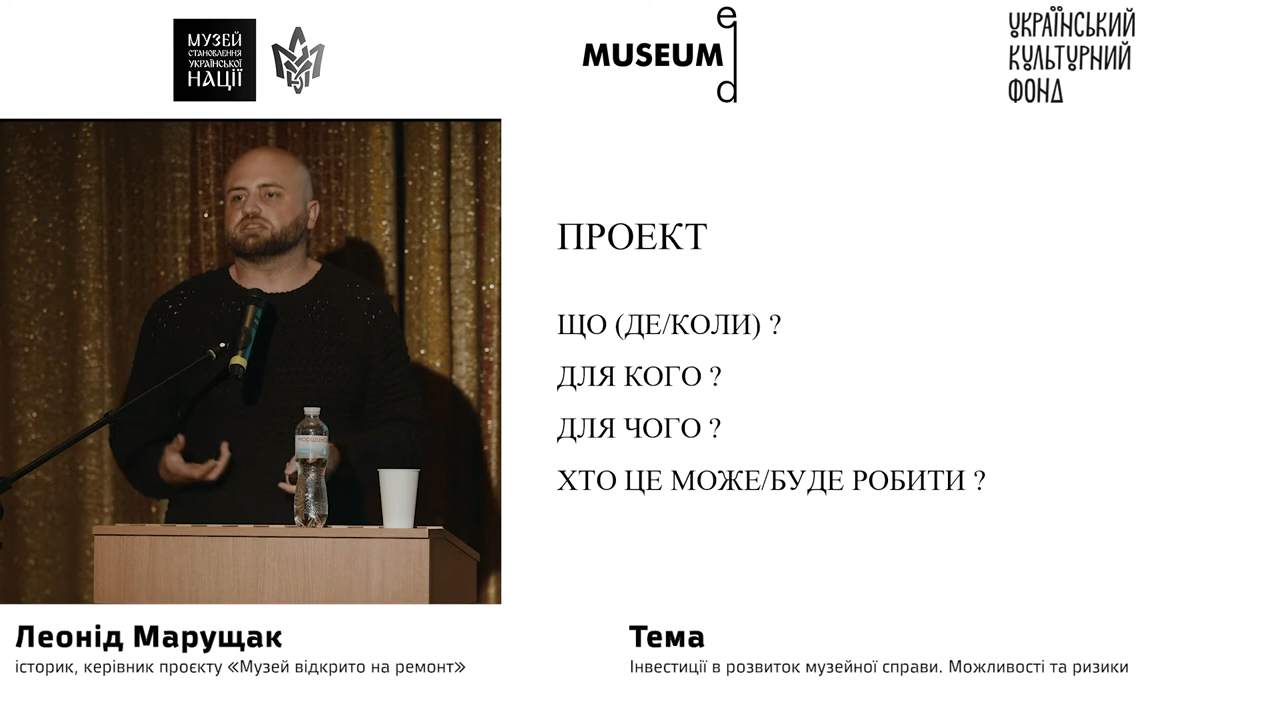 МУЗЕЙ
СТАНОВЛЕННЯ
УКРАЇНСЬКОЇ
НАЦІЇ
MUSEUM
ed
УКРАЇНСЬКИЙ
КУЛЬТУРНИЙ
ФОНД
ПРОЕКТ
ЩО (ДЕ/КОЛИ) ?
ДЛЯ КОГО ?
ДЛЯ ЧОГО ?
ХТО ЦЕ МОЖЕ/БУДЕ РОБИТИ ?
Леонід Марущак
історик, керівник проєкту «Музей відкрито на ремонт»
Тема
Інвестиції в розвиток музейної справи. Можливості та ризики